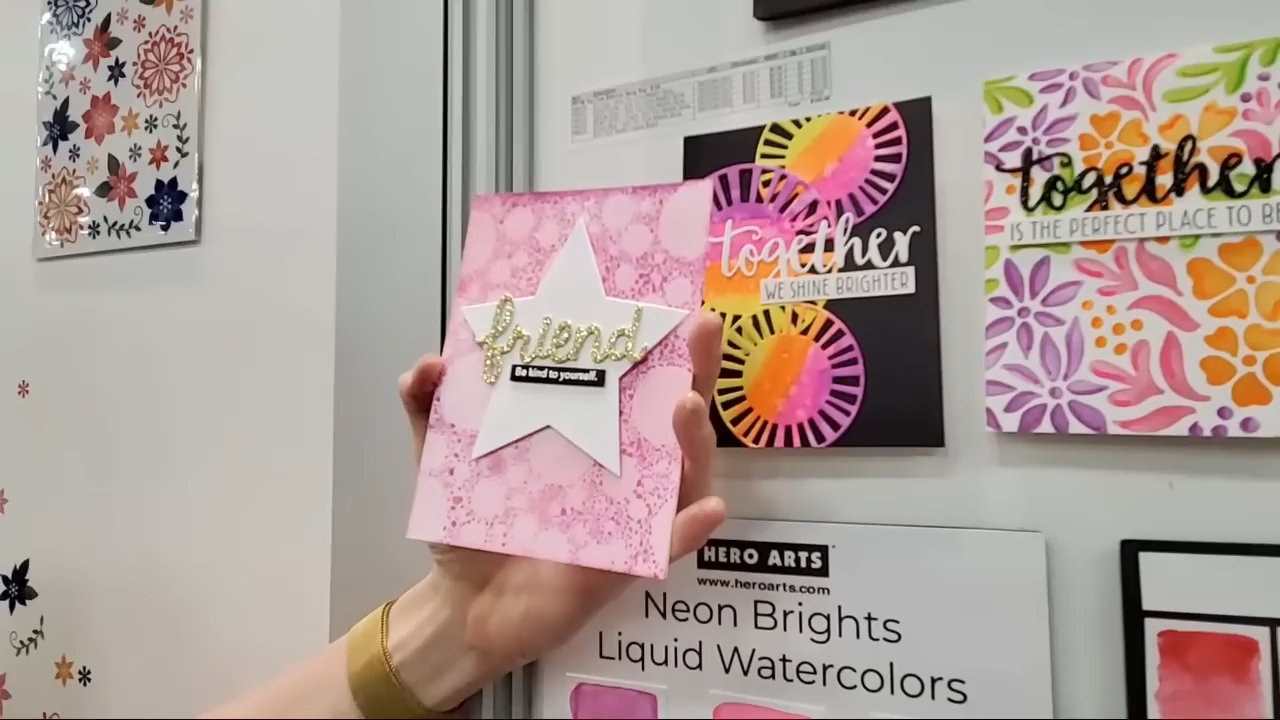 friend
Be kind to yourself.
together
WE SHINE BRIGHTER
together
IS THE PERFECT PLACE TO BE
HERO ARTS
www.heroarts.com
Neon Brights
Liquid Watercolors